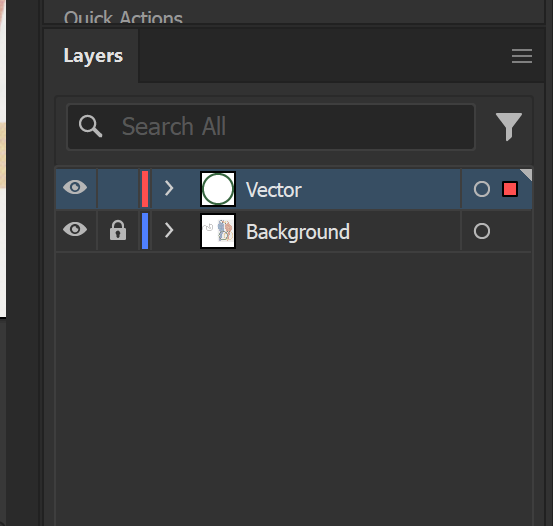 Quick Actions
Layers
Search All
Vector
Background